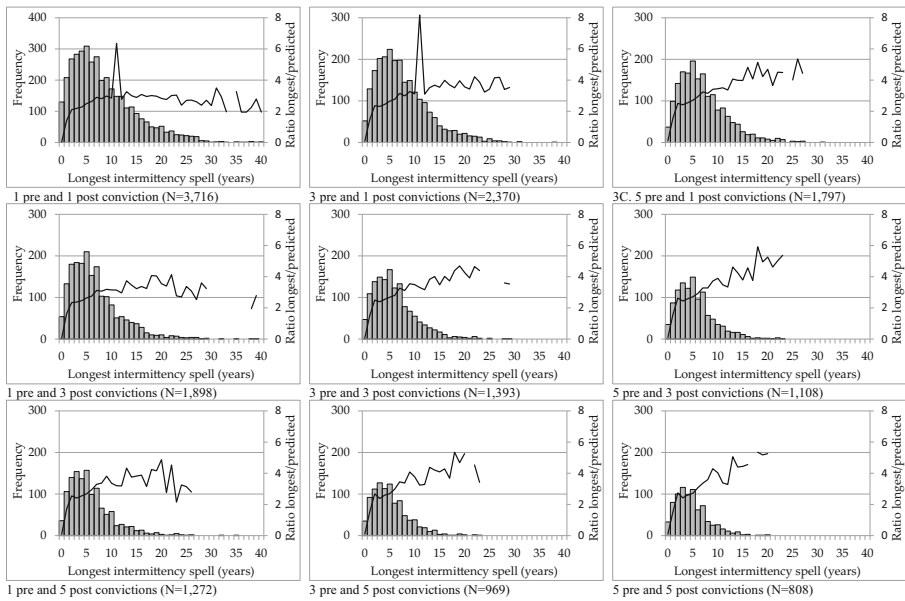 Frequency
400
300
200
100
0
8
6
4
2
0
Ratio longest/predicted
0 5 10 15 20 25 30 35 40
Longest intermittency spell (years)
1 pre and 1 post conviction (N=3,716)
Frequency
300
200
100
0
8
6
4
2
0
Ratio longest/predicted
0 5 10 15 20 25 30 35 40
Longest intermittency spell (years)
3 pre and 1 post conviction (N=2,370)
Frequency
300
200
100
0
8
6
4
2
0
Ratio longest/predicted
0 5 10 15 20 25 30 35 40
Longest intermittency spell (years)
3C. 5 pre and 1 post conviction (N=1,797)
Frequency
300
200
100
0
8
6
4
2
0
Ratio longest/predicted
0 5 10 15 20 25 30 35 40
Longest intermittency spell (years)
1 pre and 3 post convictions (N=1,898)
Frequency
300
200
100
0
8
6
4
2
0
Ratio longest/predicted
0 5 10 15 20 25 30 35 40
Longest intermittency spell (years)
3 pre and 3 post convictions (N=1,393)
Frequency
300
200
100
0
8
6
4
2
0
Ratio longest/predicted
0 5 10 15 20 25 30 35 40
Longest intermittency spell (years)
5 pre and 3 post convictions (N=1,108)
Frequency
300
200
100
0
8
6
4
2
0
Ratio longest/predicted
0 5 10 15 20 25 30 35 40
Longest intermittency spell (years)
1 pre and 5 post convictions (N=1,272)
Frequency
300
200
100
0
8
6
4
2
0
Ratio longest/predicted
0 5 10 15 20 25 30 35 40
Longest intermittency spell (years)
3 pre and 5 post convictions (N=969)
Frequency
300
200
100
0
8
6
4
2
0
Ratio longest/predicted
0 5 10 15 20 25 30 35 40
Longest intermittency spell (years)
5 pre and 5 post convictions (N=808)